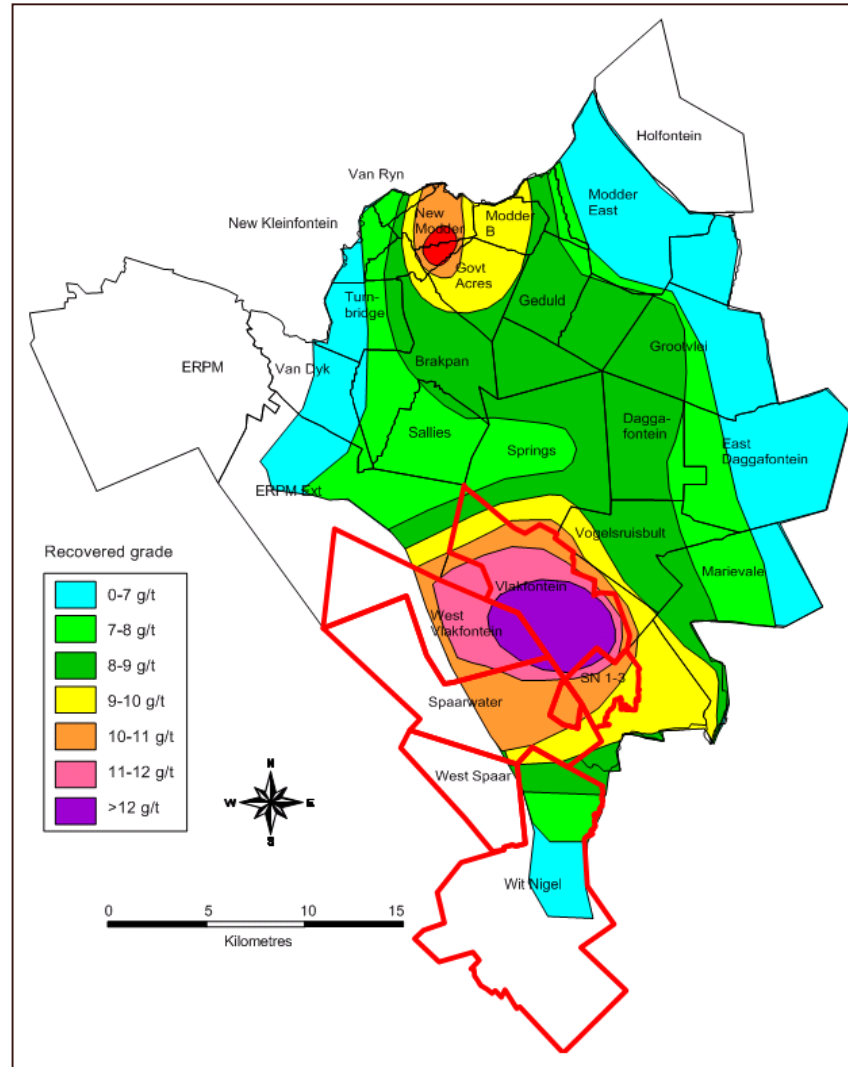 Holfontein
Van Ryn
Modder
East
New
Modder
Modder
B
New Kleinfontein
Govt
Acres
Turn-
bridge
Geduld
Grootvlei
Brakpan
ERPM
Van Dyk
Dagga-
fontein
Sallies
Springs
East
Daggafontein
ERPM Ext
Vogelsruisbult
Marievale
Vlakfontein
West
Vlakfontein
SN 1-3
Spaarwater
West Spaar
Wit Nigel
Recovered grade
0-7 g/t
7-8 g/t
8-9 g/t
9-10 g/t
10-11 g/t
11-12 g/t
>12 g/t
N
W E
S
0 5 10 15
Kilometres